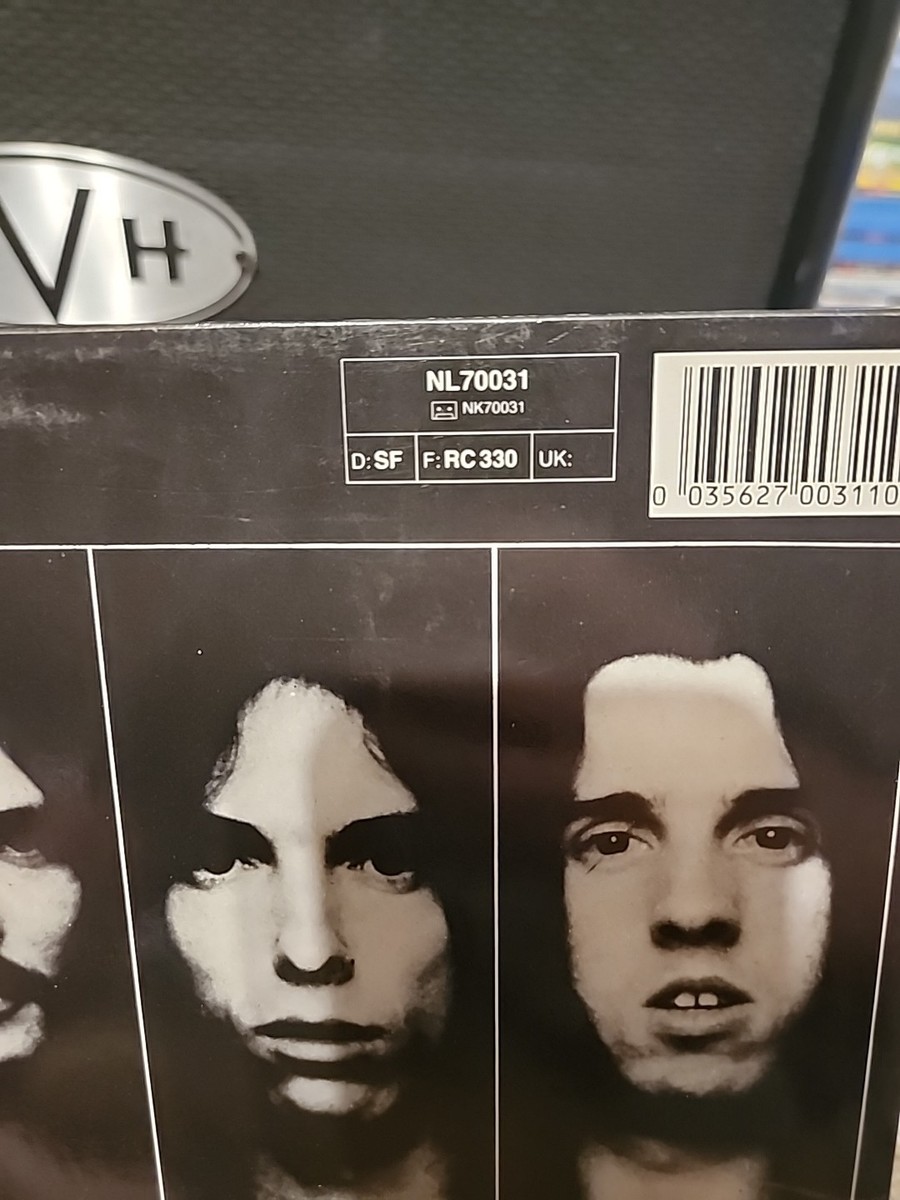 VH
NL70031
NK70031
D: SF F: RC 330 UK:
0 035627 003110